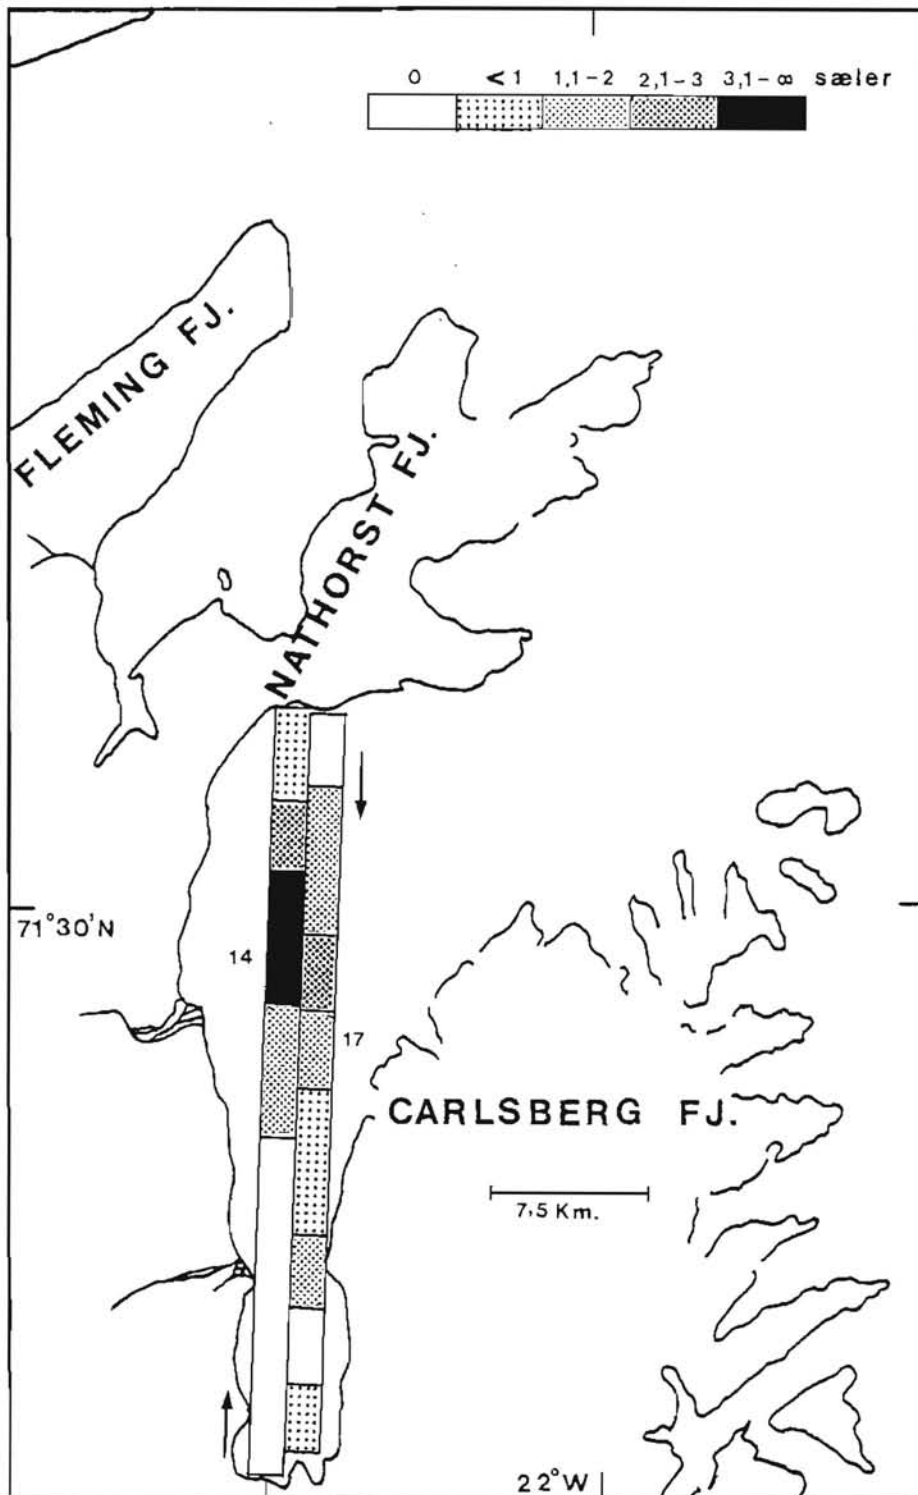 0 <1 1,1-2 2,1-3 3,1-∞ sæler
FLEMING FJ.
NATHORST FJ.
71°30'N
14
17
CARLSBERG FJ.
7,5 Km.
22°W